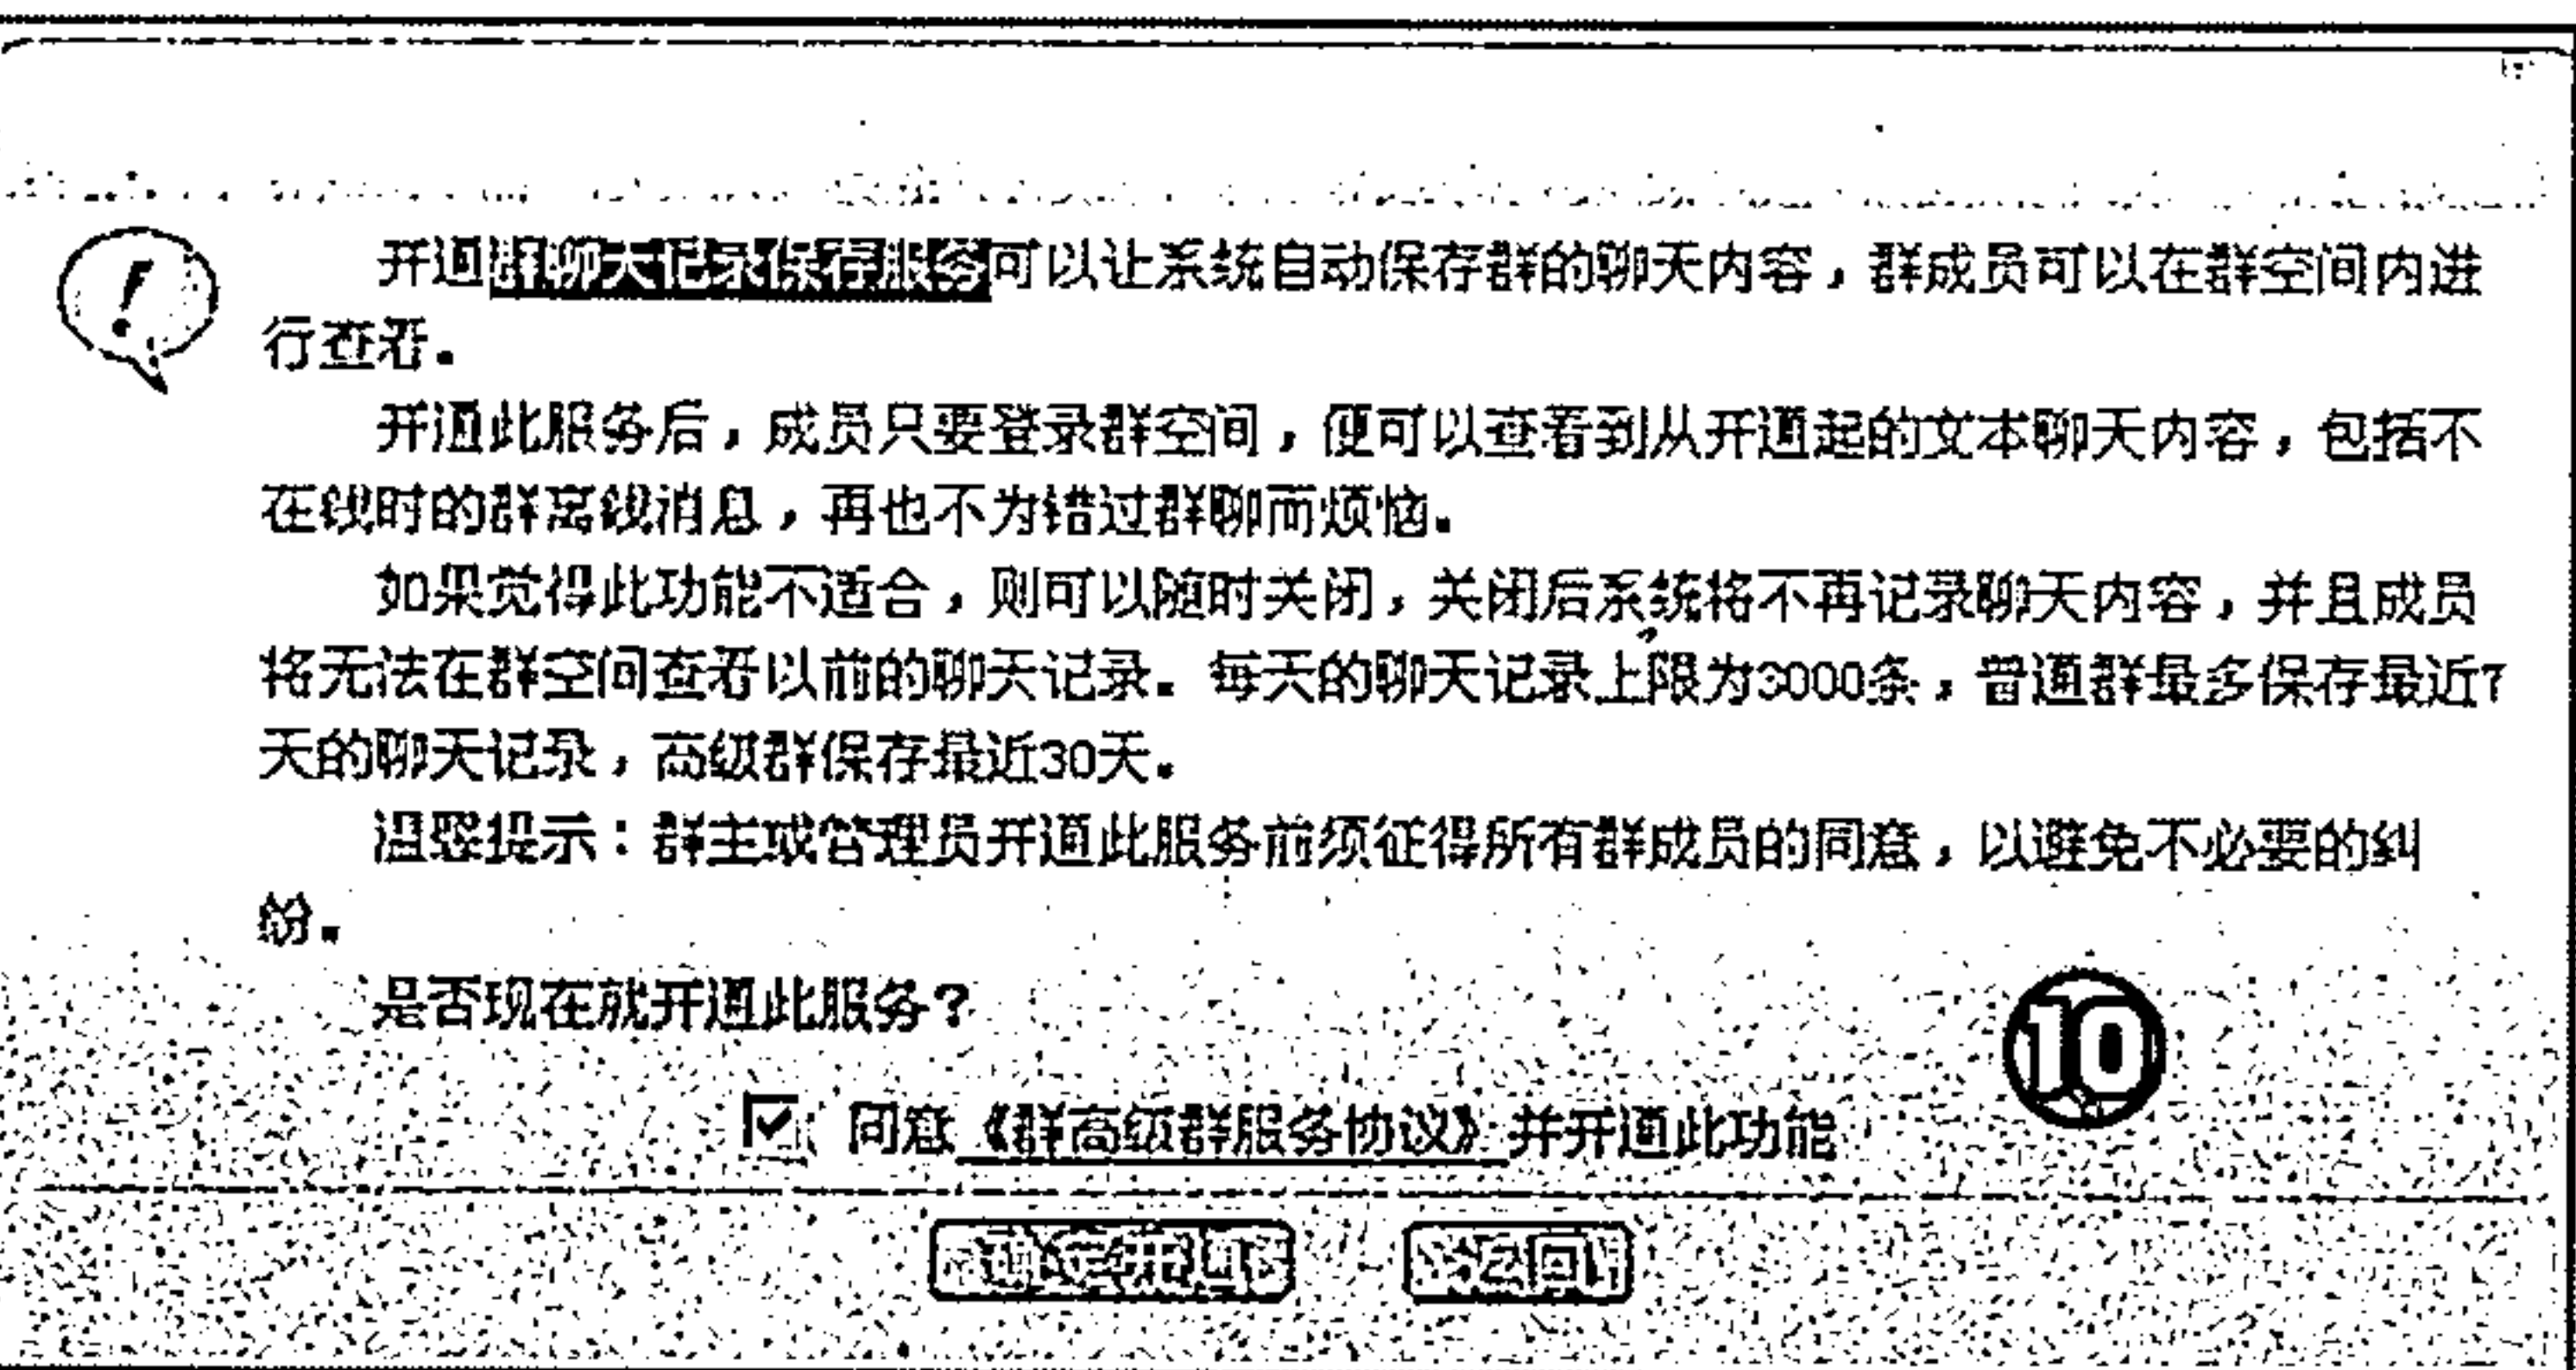 开通群聊天记录保存服务可以让系统自动保存群的聊天内容，群成员可以在群空间内进
行查看。
开通此服务后，成员只要登录群空间，便可以查看到从开通起的文本聊天内容，包括不
在线时的群离线消息，再也不为错过群聊而烦恼。
如果觉得此功能不适合，则可以随时关闭，关闭后系统将不再记录聊天内容，并且成员
将无法在群空间查看以前的聊天记录。每天的聊天记录上限为3000条，普通群最多保存最近7
天的聊天记录，高级群保存最近30天。
温馨提示：群主或管理员开通此服务前须征得所有群成员的同意，以避免不必要的纠
纷。
是否现在就开通此服务？
10
同意《群高级群服务协议》并开通此功能
确定开通 返回